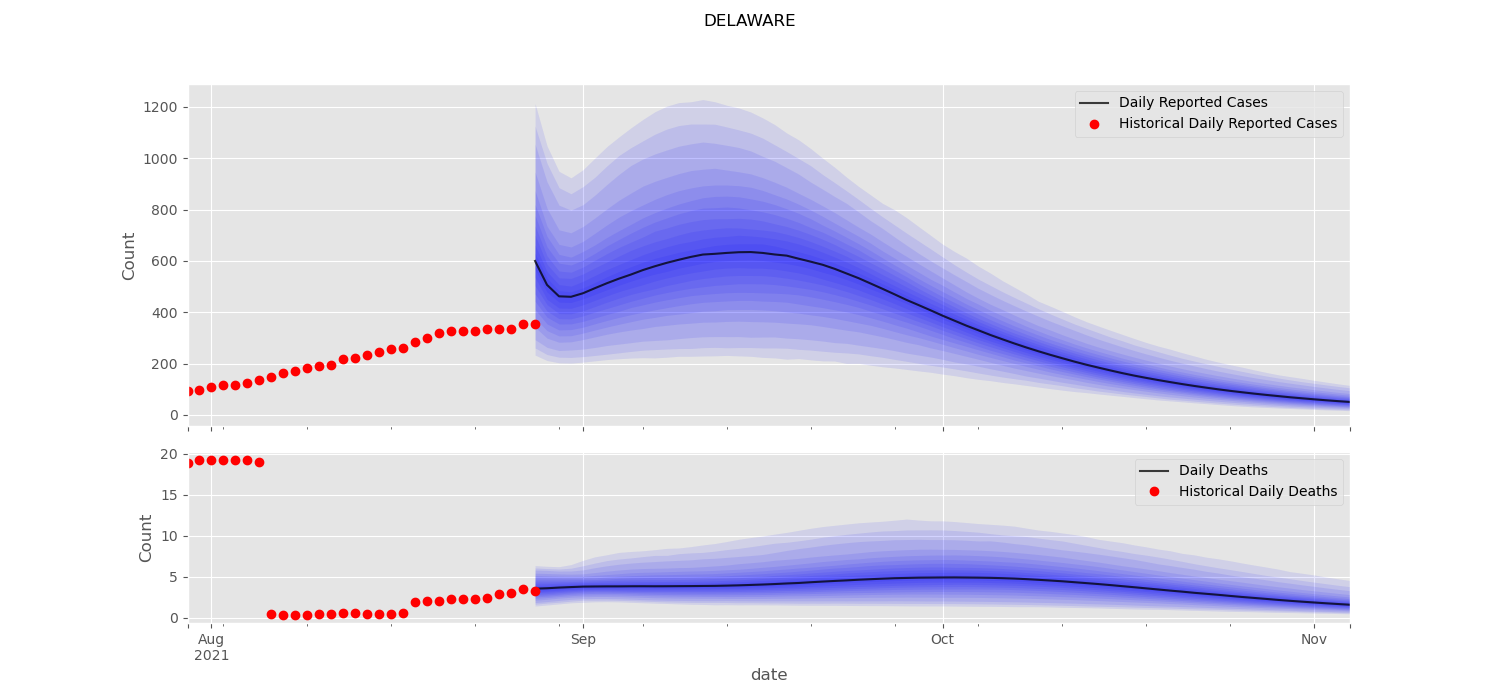 DELAWARE
1200
1000
800
600
400
200
0
Count
Daily Reported Cases
Historical Daily Reported Cases
20
15
10
5
0
Count
Daily Deaths
Historical Daily Deaths
Aug Sep Oct Nov
2021
date